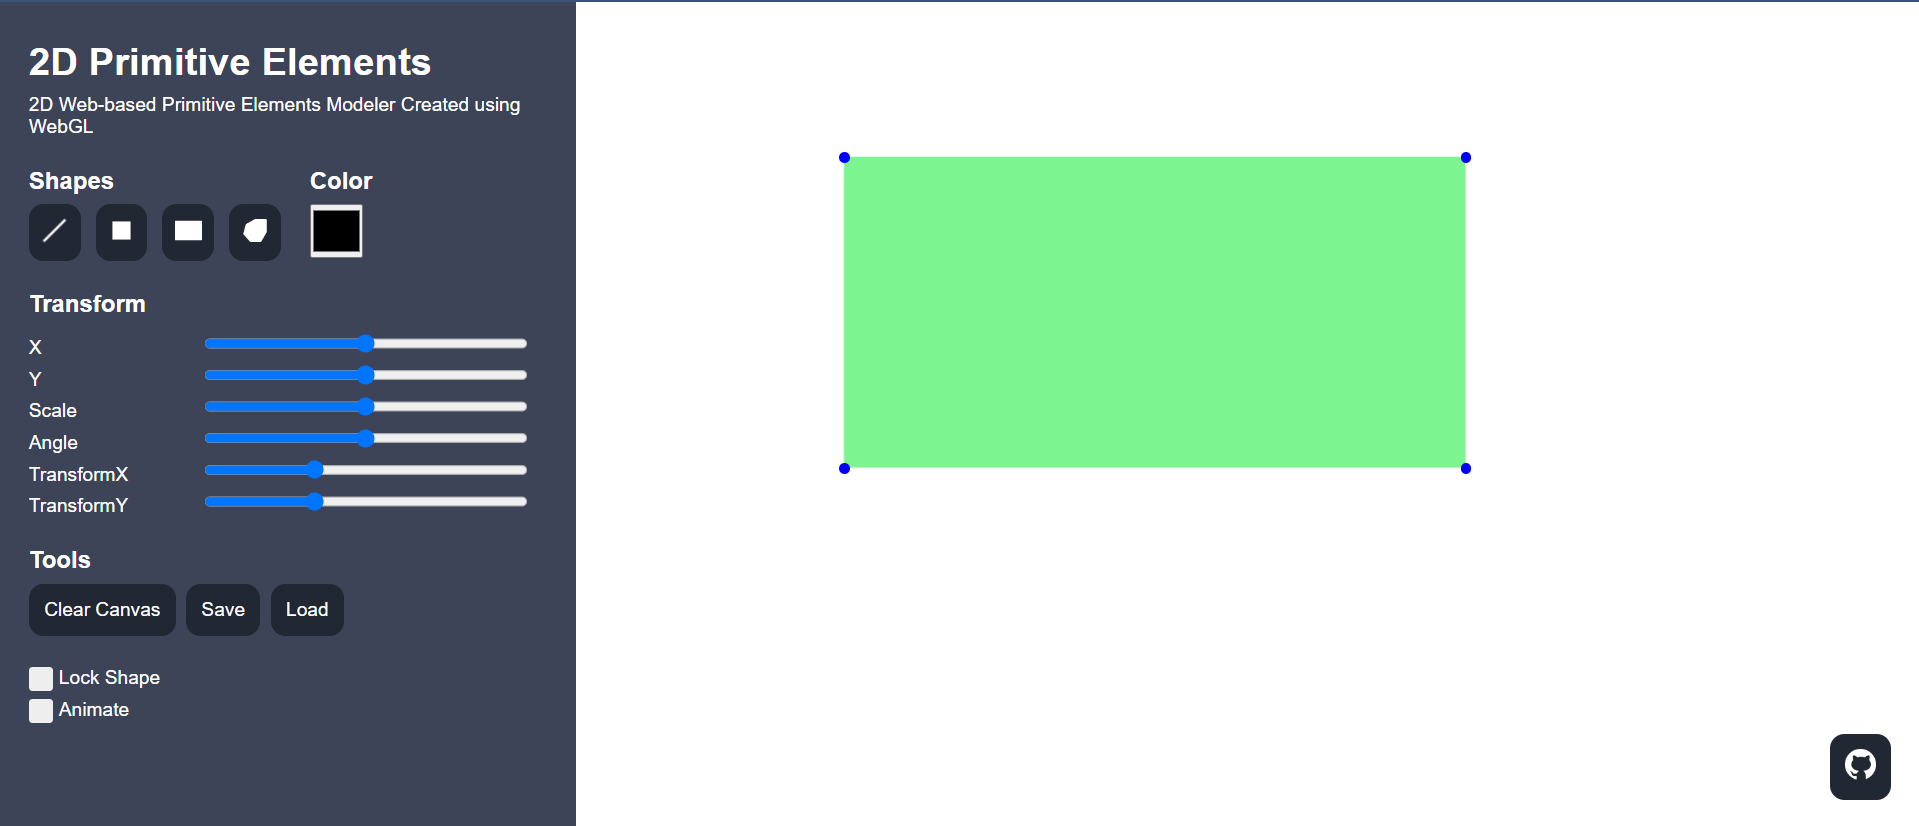 2D Primitive Elements
2D Web-based Primitive Elements Modeler Created using
WebGL
Shapes
Color
Transform
X
Y
Scale
Angle
TransformX
TransformY
Tools
Clear Canvas
Save
Load
Lock Shape
Animate